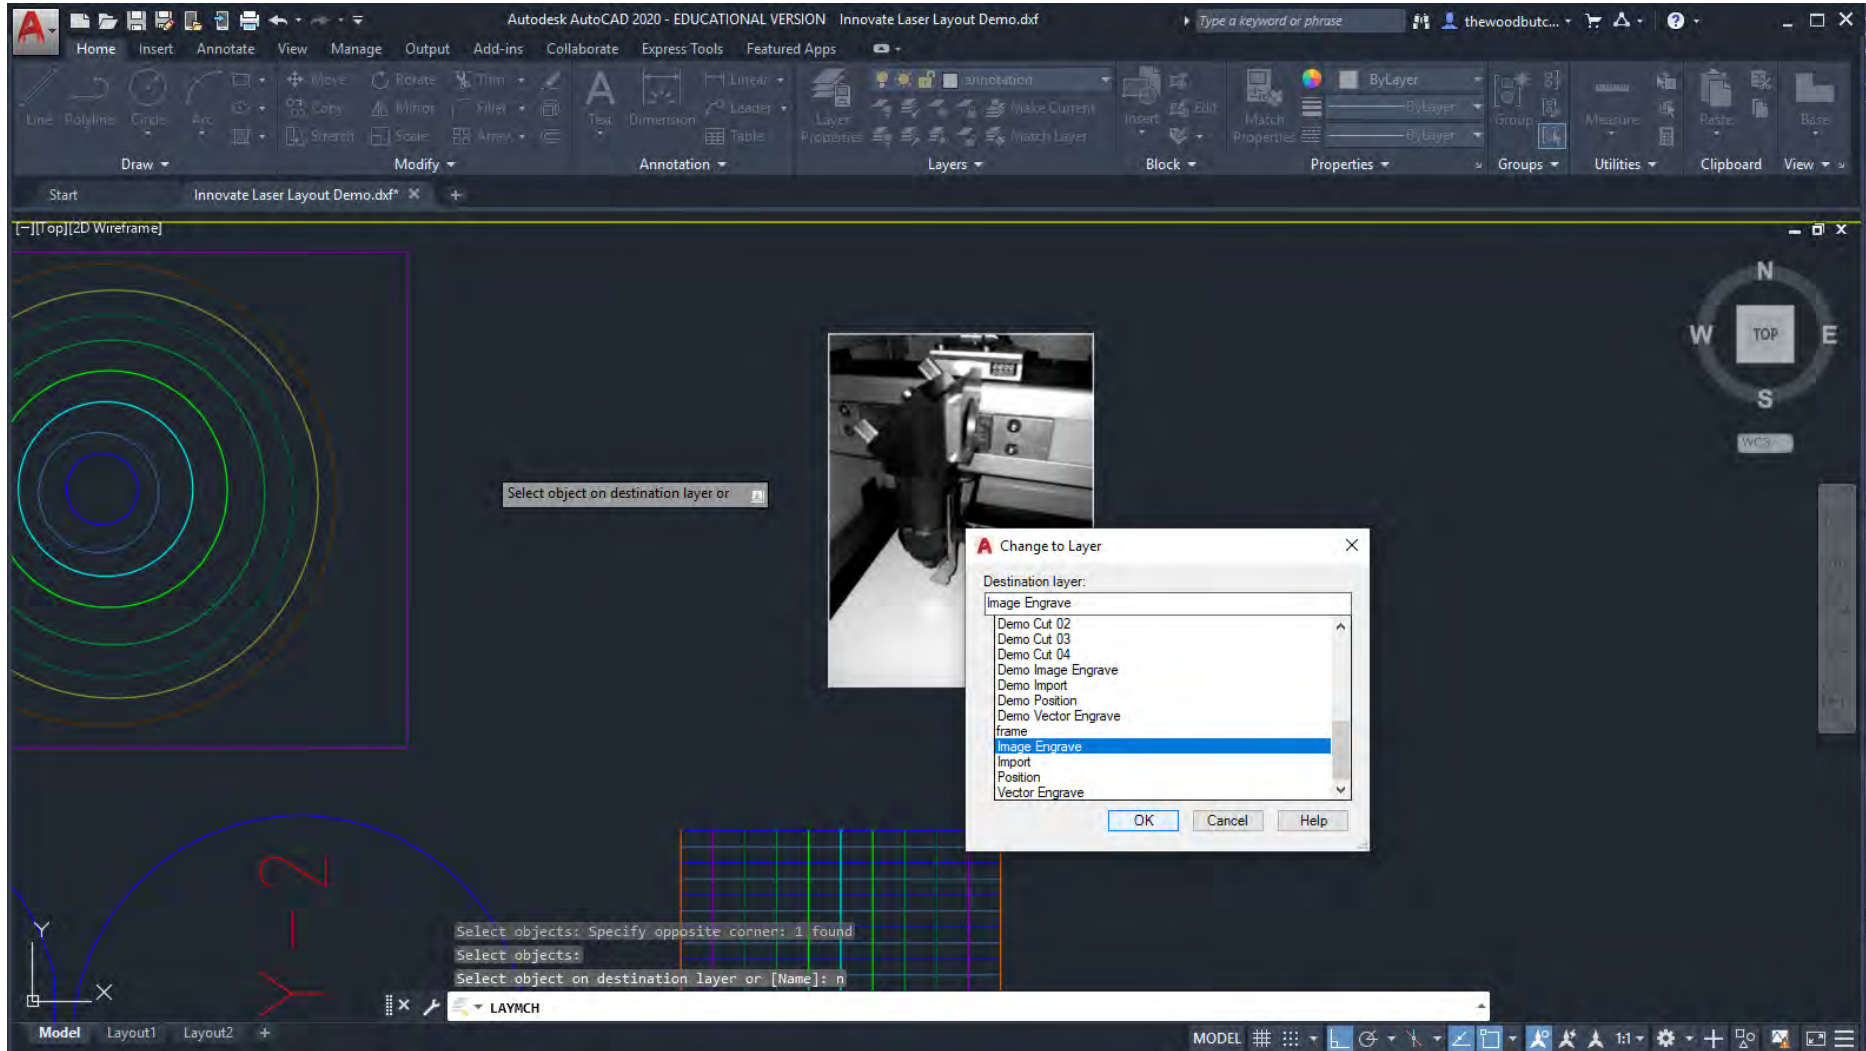 Autodesk AutoCAD 2020 - EDUCATIONAL VERSION Innovate Laser Layout Demo.dxf
Type a keyword or phrase
thewoodbutc...
Home Insert Annotate View Manage Output Add-ins Collaborate Express Tools Featured Apps
Line Polyline Circle Arc
Move Rotate Trim
Copy Mirror Fillet
Stretch Scale Array
Text Dimension
Linear
Leader
Table
Layer Properties
annotation
Make Current
Match Layer
Insert
Edit
Match Properties
ByLayer
ByLayer
ByLayer
Group
Measure
Paste
Base
Draw Modify Annotation Layers Block Properties Groups Utilities Clipboard View
Start Innovate Laser Layout Demo.dxf*
[−][Top][2D Wireframe]
N
W TOP E
S
WCS
Select object on destination layer or
Change to Layer
Destination layer:
Image Engrave
Demo Cut 02
Demo Cut 03
Demo Cut 04
Demo Image Engrave
Demo Import
Demo Position
Demo Vector Engrave
frame
Image Engrave
Import
Position
Vector Engrave
OK Cancel Help
Y-2
Y
X
Select objects: Specify opposite corner: 1 found
Select objects:
Select object on destination layer or [Name]: n
LAYMCH
Model Layout1 Layout2 +
MODEL 1:1